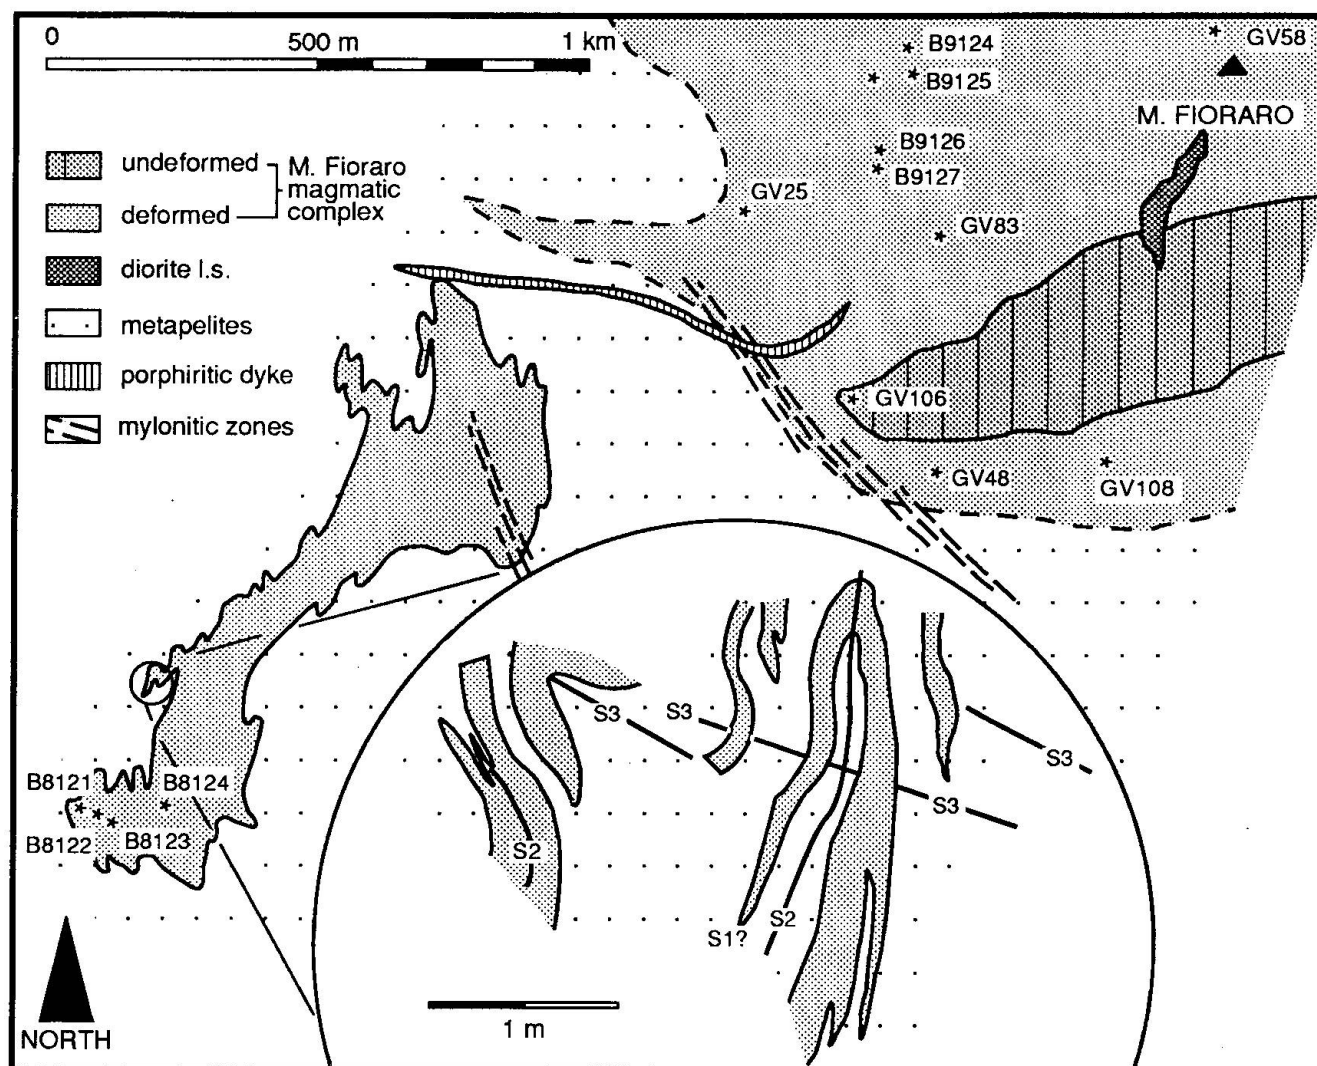 0 500 m 1 km
B9124
GV58
B9125
M. FIORARO
undeformed
M. Fioraro
magmatic
complex
deformed
B9126
B9127
GV25
GV83
diorite l.s.
metapelites
porphiritic dyke
GV106
mylonitic zones
GV48
GV108
S3
S3
S3
S3
B8121
B8124
B8122
B8123
S2
S2
S1?
1 m
NORTH